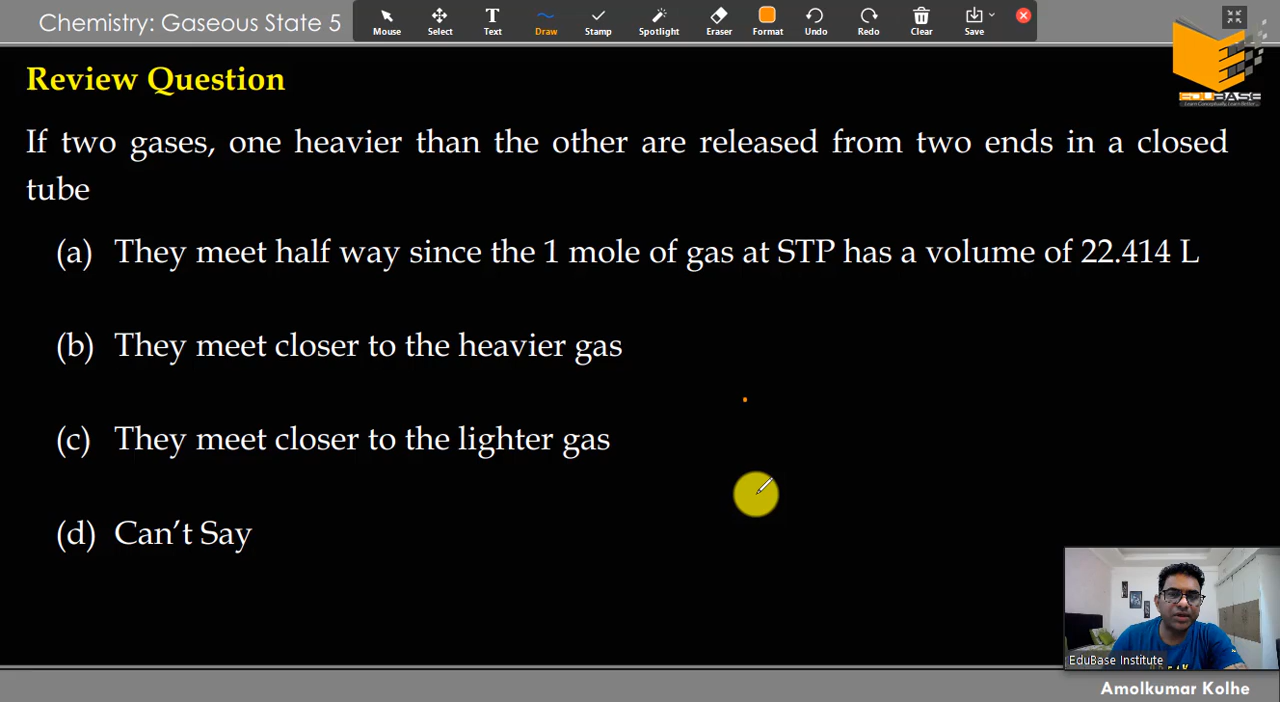 Chemistry: Gaseous State 5
Mouse
Select
Text
Draw
Stamp
Spotlight
Eraser
Format
Undo
Redo
Clear
Save
EDUBASE
Review Question
If two gases, one heavier than the other are released from two ends in a closed
tube
(a) They meet half way since the 1 mole of gas at STP has a volume of 22.414 L
(b) They meet closer to the heavier gas
(c) They meet closer to the lighter gas
(d) Can't Say
EduBase Institute
Amolkumar Kolhe